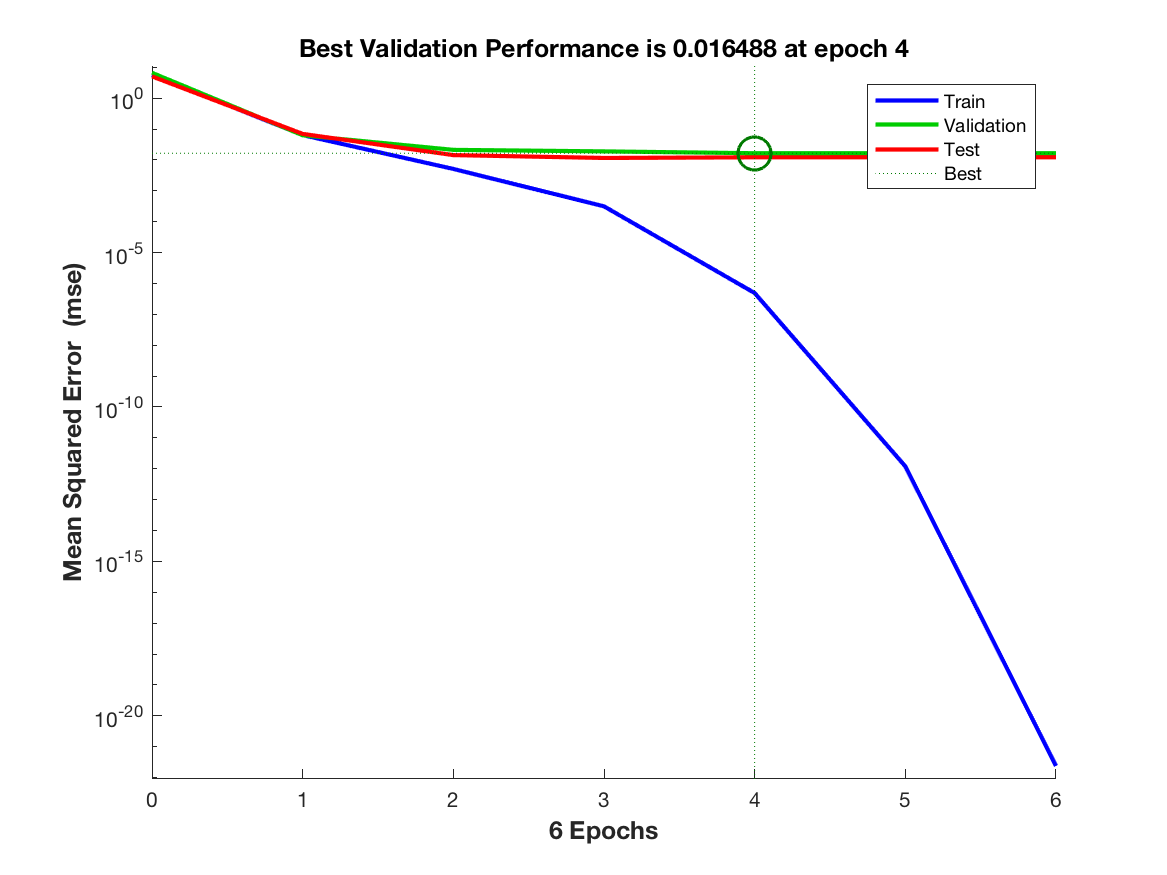 Best Validation Performance is 0.016488 at epoch 4
Mean Squared Error (mse)
10^0
10^-5
10^-10
10^-15
10^-20
Train
Validation
Test
Best
0 1 2 3 4 5 6
6 Epochs